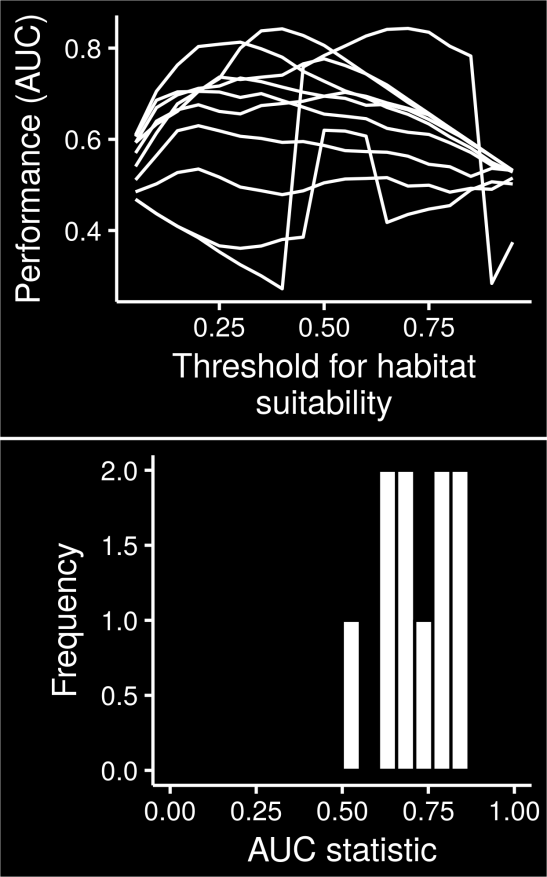 Performance (AUC)
0.8
0.6
0.4
0.25 0.50 0.75
Threshold for habitat
suitability
Frequency
2.0
1.5
1.0
0.5
0.0
0.00 0.25 0.50 0.75 1.00
AUC statistic